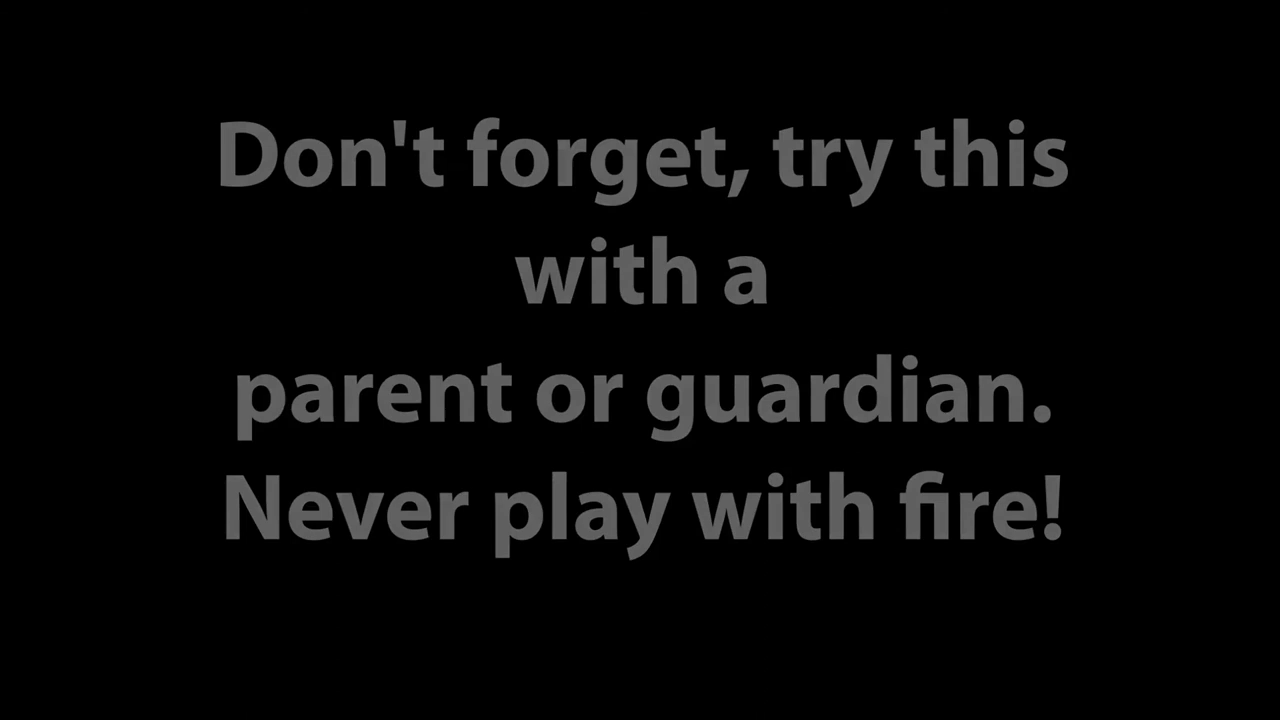 Don't forget, try this
with a
parent or guardian.
Never play with fire!